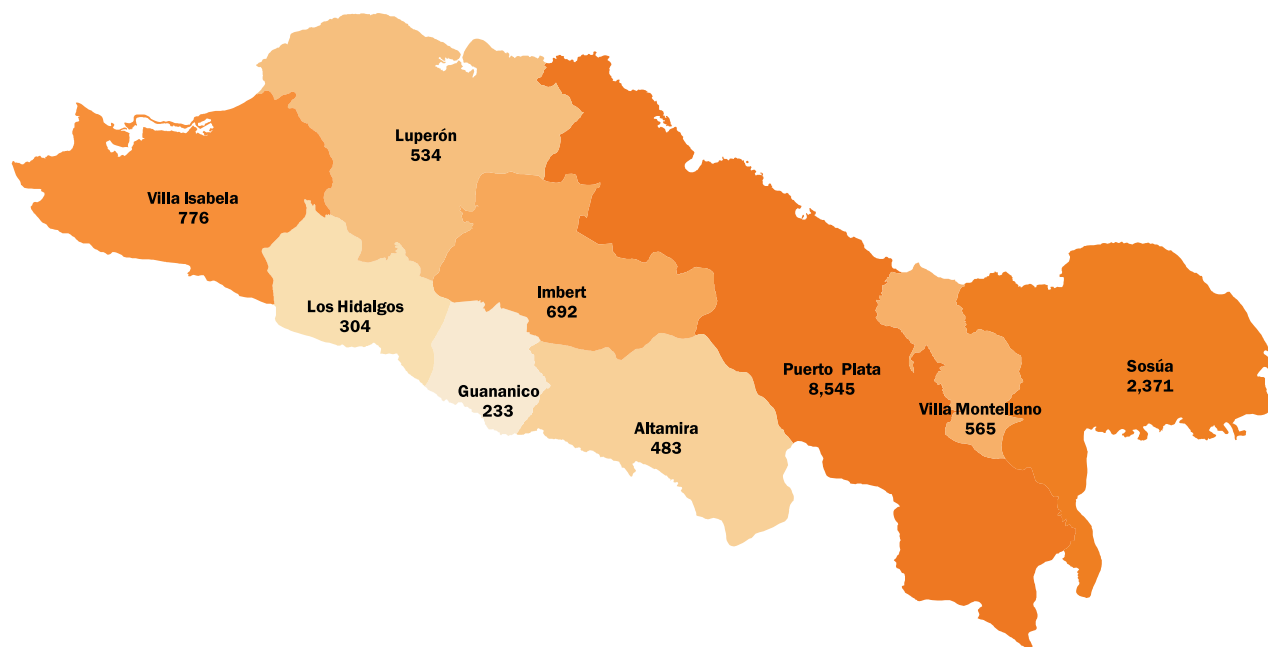 Luperón
534
Villa Isabela
776
Imbert
692
Los Hidalgos
304
Puerto Plata
8,545
Sosúa
2,371
Guananico
233
Villa Montellano
565
Altamira
483